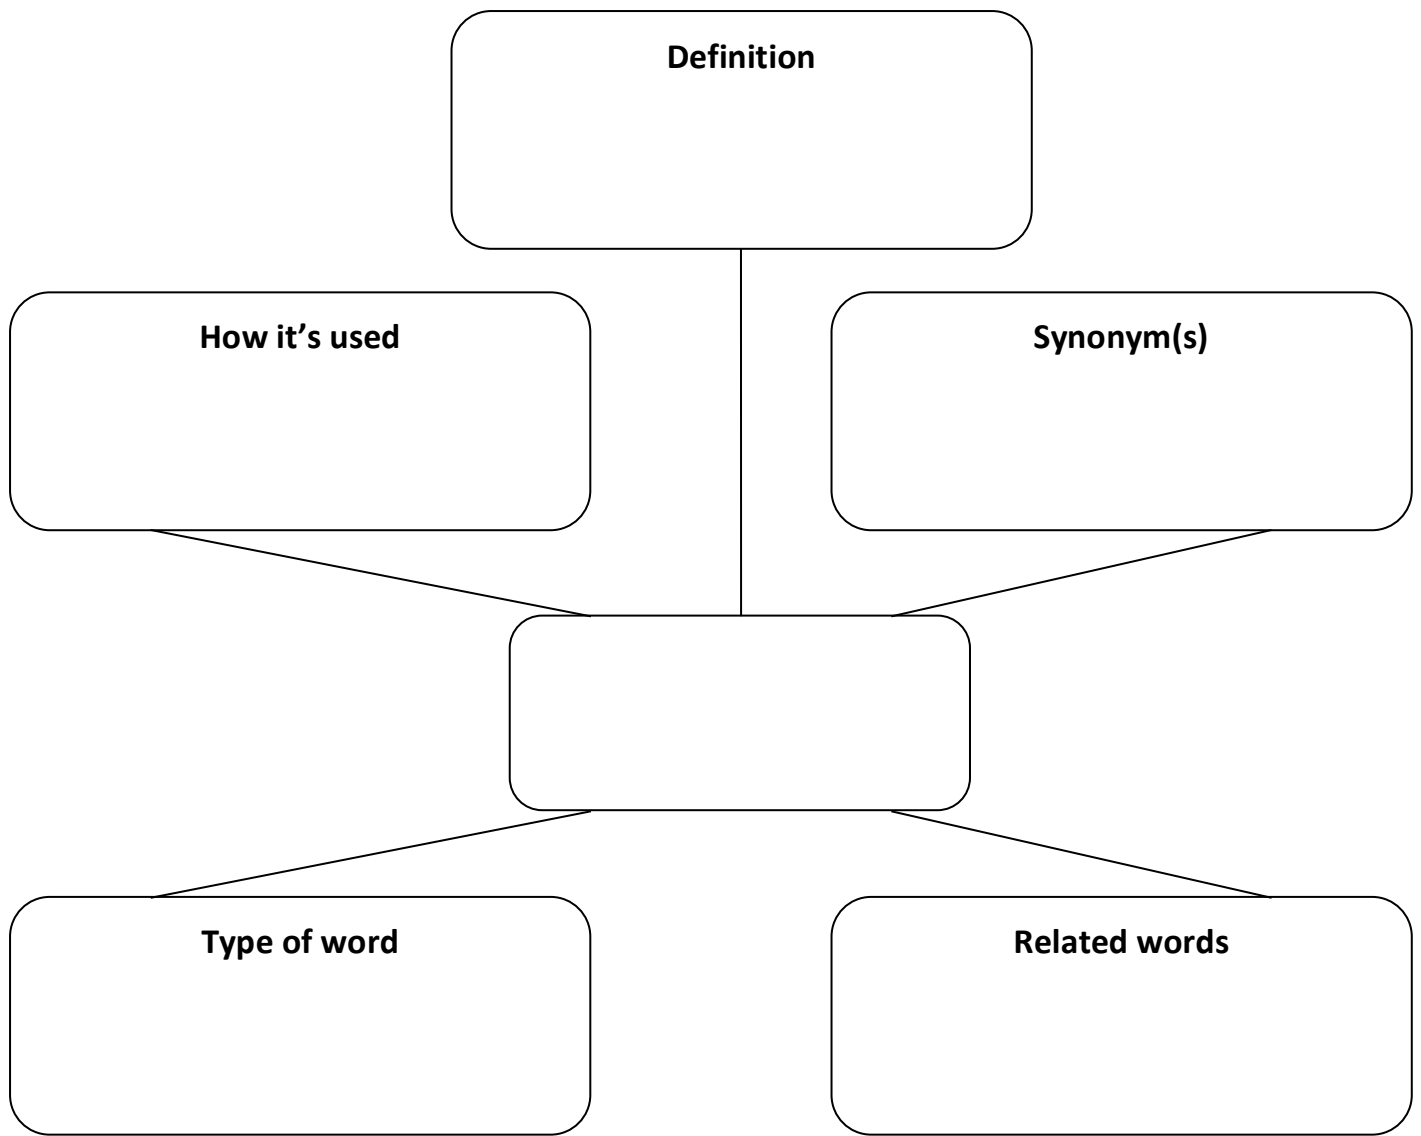 Definition
How it’s used
Synonym(s)
Type of word
Related words